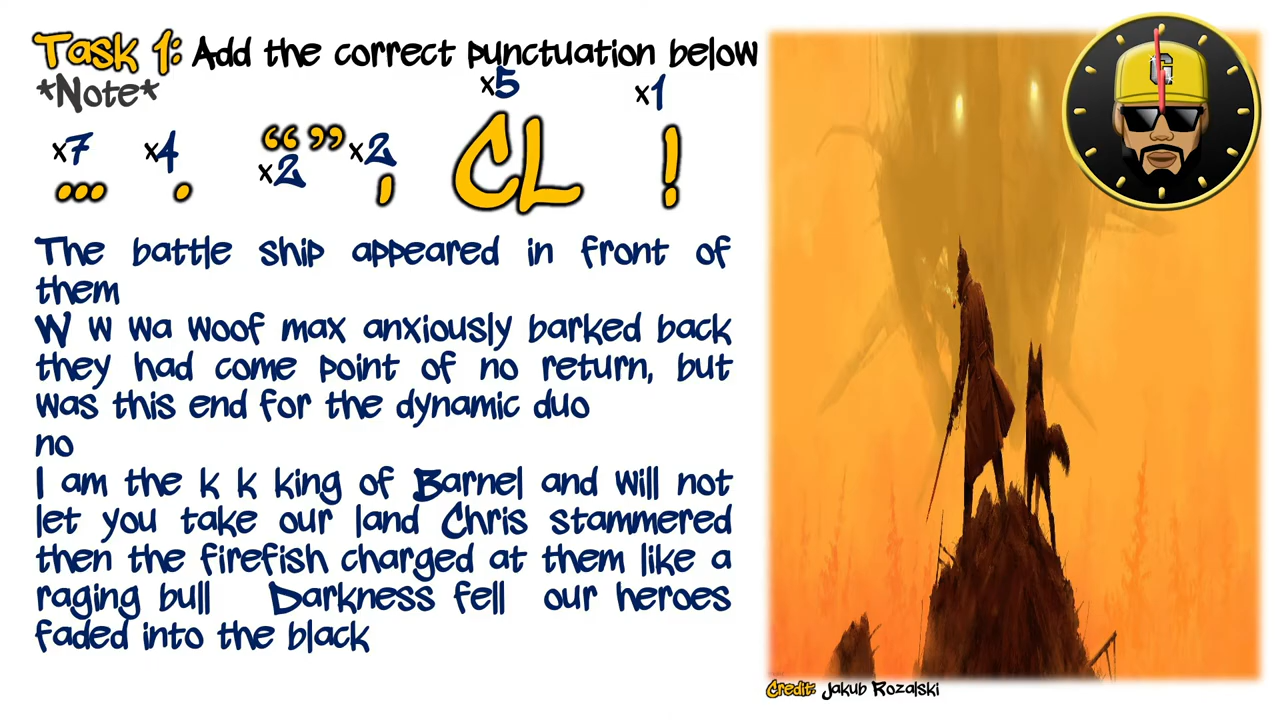 Task 1: Add the correct punctuation below
*Note*
x5
x1
x7 x4 “ ” x2 x2
... . , CL !
The battle ship appeared in front of
them
W w wa woof max anxiously barked back
they had come point of no return, but
was this end for the dynamic duo
no
I am the k k king of Barnel and will not
let you take our land Chris stammered
then the firefish charged at them like a
raging bull Darkness fell our heroes
faded into the black
G
Credit: Jakub Rozalski